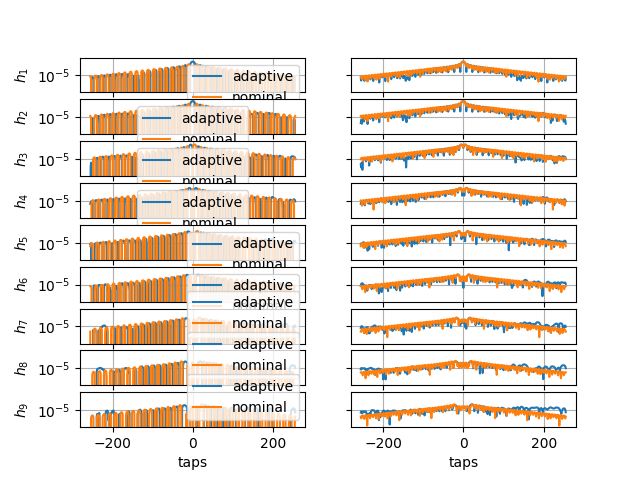 h₁ 10⁻⁵ adaptive
nominal
h₂ 10⁻⁵ adaptive
nominal
h₃ 10⁻⁵ adaptive
nominal
h₄ 10⁻⁵ adaptive
nominal
h₅ 10⁻⁵ adaptive
nominal
h₆ 10⁻⁵ adaptive
adaptive
h₇ 10⁻⁵ nominal
adaptive
h₈ 10⁻⁵ nominal
adaptive
h₉ 10⁻⁵ nominal
−200 0 200 −200 0 200
taps taps